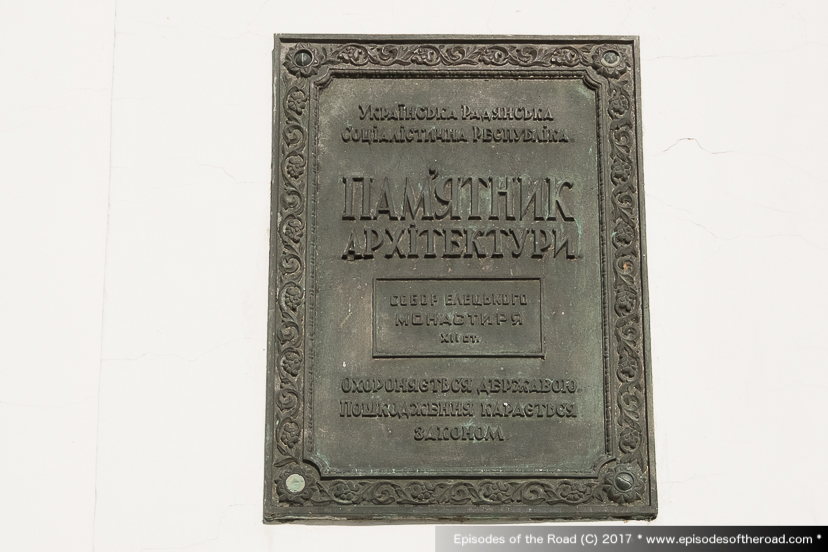 Українська Радянська
Соціалістична Республіка.
ПАМ'ЯТНИК
АРХІТЕКТУРИ
СОБОР ЕЛЕЦЬКОГО
МОНАСТИРЯ
XII СТ.
ОХОРОНЯЄТЬСЯ ДЕРЖАВОЮ.
ПОШКОДЖЕННЯ КАРАЄТЬСЯ
ЗАКОНОМ
Episodes of the Road (C) 2017 * www.episodesoftheroad.com *